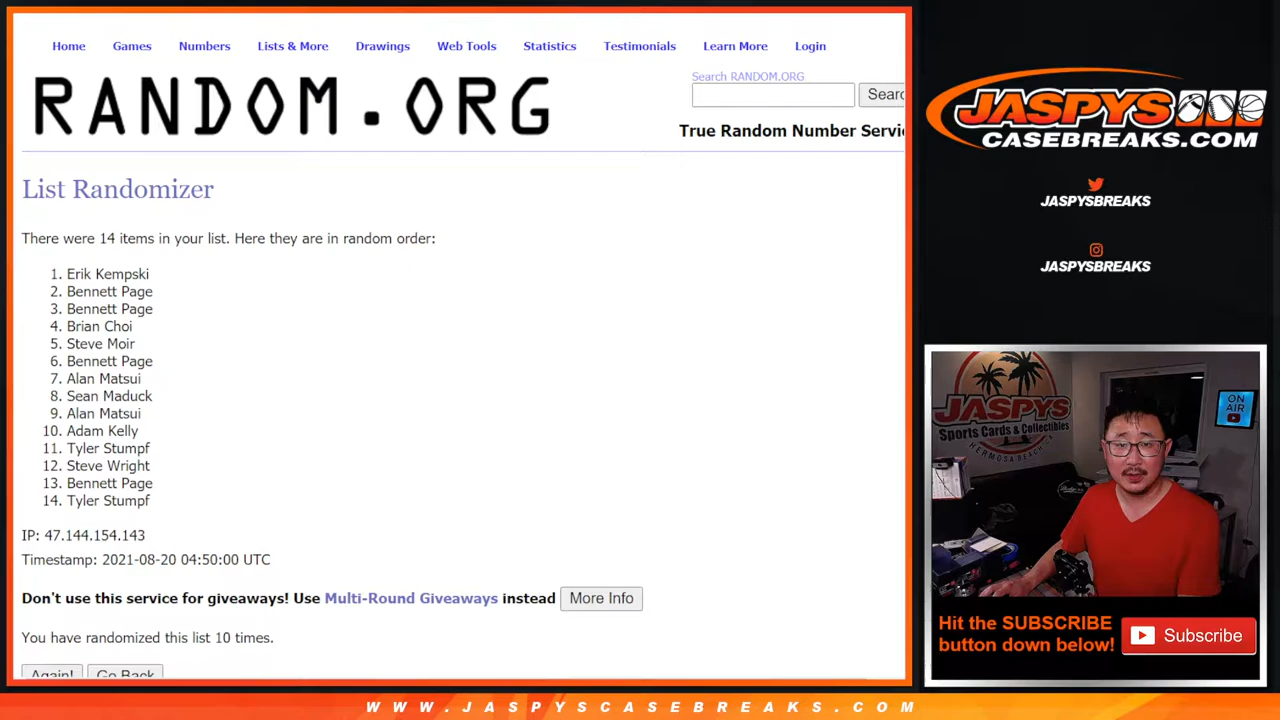 Home Games Numbers Lists & More Drawings Web Tools Statistics Testimonials Learn More Login
RANDOM.ORG
Search RANDOM.ORG
True Random Number
List Randomizer
There were 14 items in your list. Here they are in random order:
1. Erik Kempski
2. Bennett Page
3. Bennett Page
4. Brian Choi
5. Steve Moir
6. Bennett Page
7. Alan Matsui
8. Sean Maduck
9. Alan Matsui
10. Adam Kelly
11. Tyler Stumpf
12. Steve Wright
13. Bennett Page
14. Tyler Stumpf
IP: 47.144.154.143
Timestamp: 2021-08-20 04:50:00 UTC
Don't use this service for giveaways! Use Multi-Round Giveaways instead More Info
You have randomized this list 10 times.
Again! Go Back
JASPYS
CASEBREAKS.COM
JASPYSBREAKS
JASPYSBREAKS
JASPYS
Sports Cards & Collectibles
HERMOSA BEACH, CA
ON
AIR
Hit the SUBSCRIBE
button down below!
Subscribe
WWW.JASPYSCASEBREAKS.COM